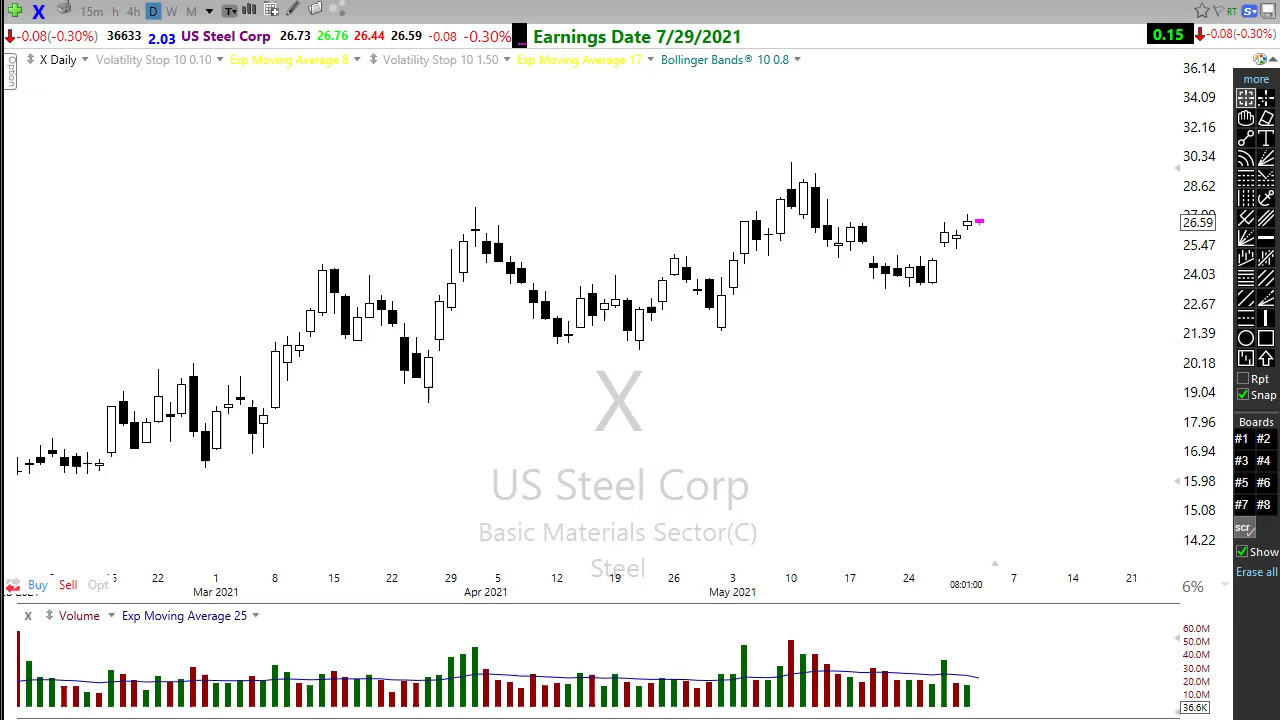 15m h 4h D W M T S RT
-0.08(-0.30%) 36633 2.03 US Steel Corp 26.73 26.76 26.44 26.59 -0.08 -0.30% Earnings Date 7/29/2021 0.15 -0.08(-0.30%)
Option X Daily Volatility Stop 10 0.10 Exp Moving Average 8 Volatility Stop 10 1.50 Exp Moving Average 17 Bollinger Bands® 10 0.8
36.14
34.09
32.16
30.34
28.62
26.59
25.47
24.03
22.67
21.39
20.18
19.04
17.96
16.94
15.98
15.08
14.22
more
T
Rpt
Snap
Boards
#1 #2
#3 #4
#5 #6
#7 #8
scr
Show
Erase all
X
US Steel Corp
Basic Materials Sector(C)
Steel
Buy Sell Opt
22 1 8 15 22 29 5 12 19 26 3 10 17 24 08:01:00 7 14 21
Mar 2021 Apr 2021 May 2021
6%
X Volume Exp Moving Average 25
60.0M
50.0M
40.0M
30.0M
20.0M
10.0M
36.6K